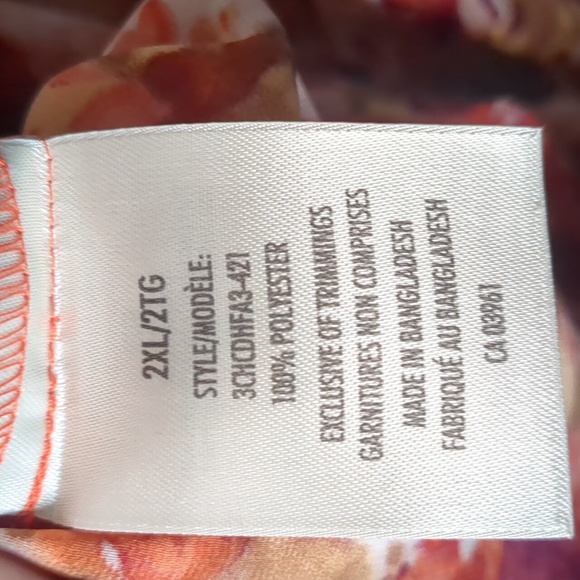 2XL/2TG
STYLE/MODÈLE:
3CHCDHFA3-421
100% POLYESTER
EXCLUSIVE OF TRIMMINGS
GARNITURES NON COMPRISES
MADE IN BANGLADESH
FABRIQUÉ AU BANGLADESH
CA 03961